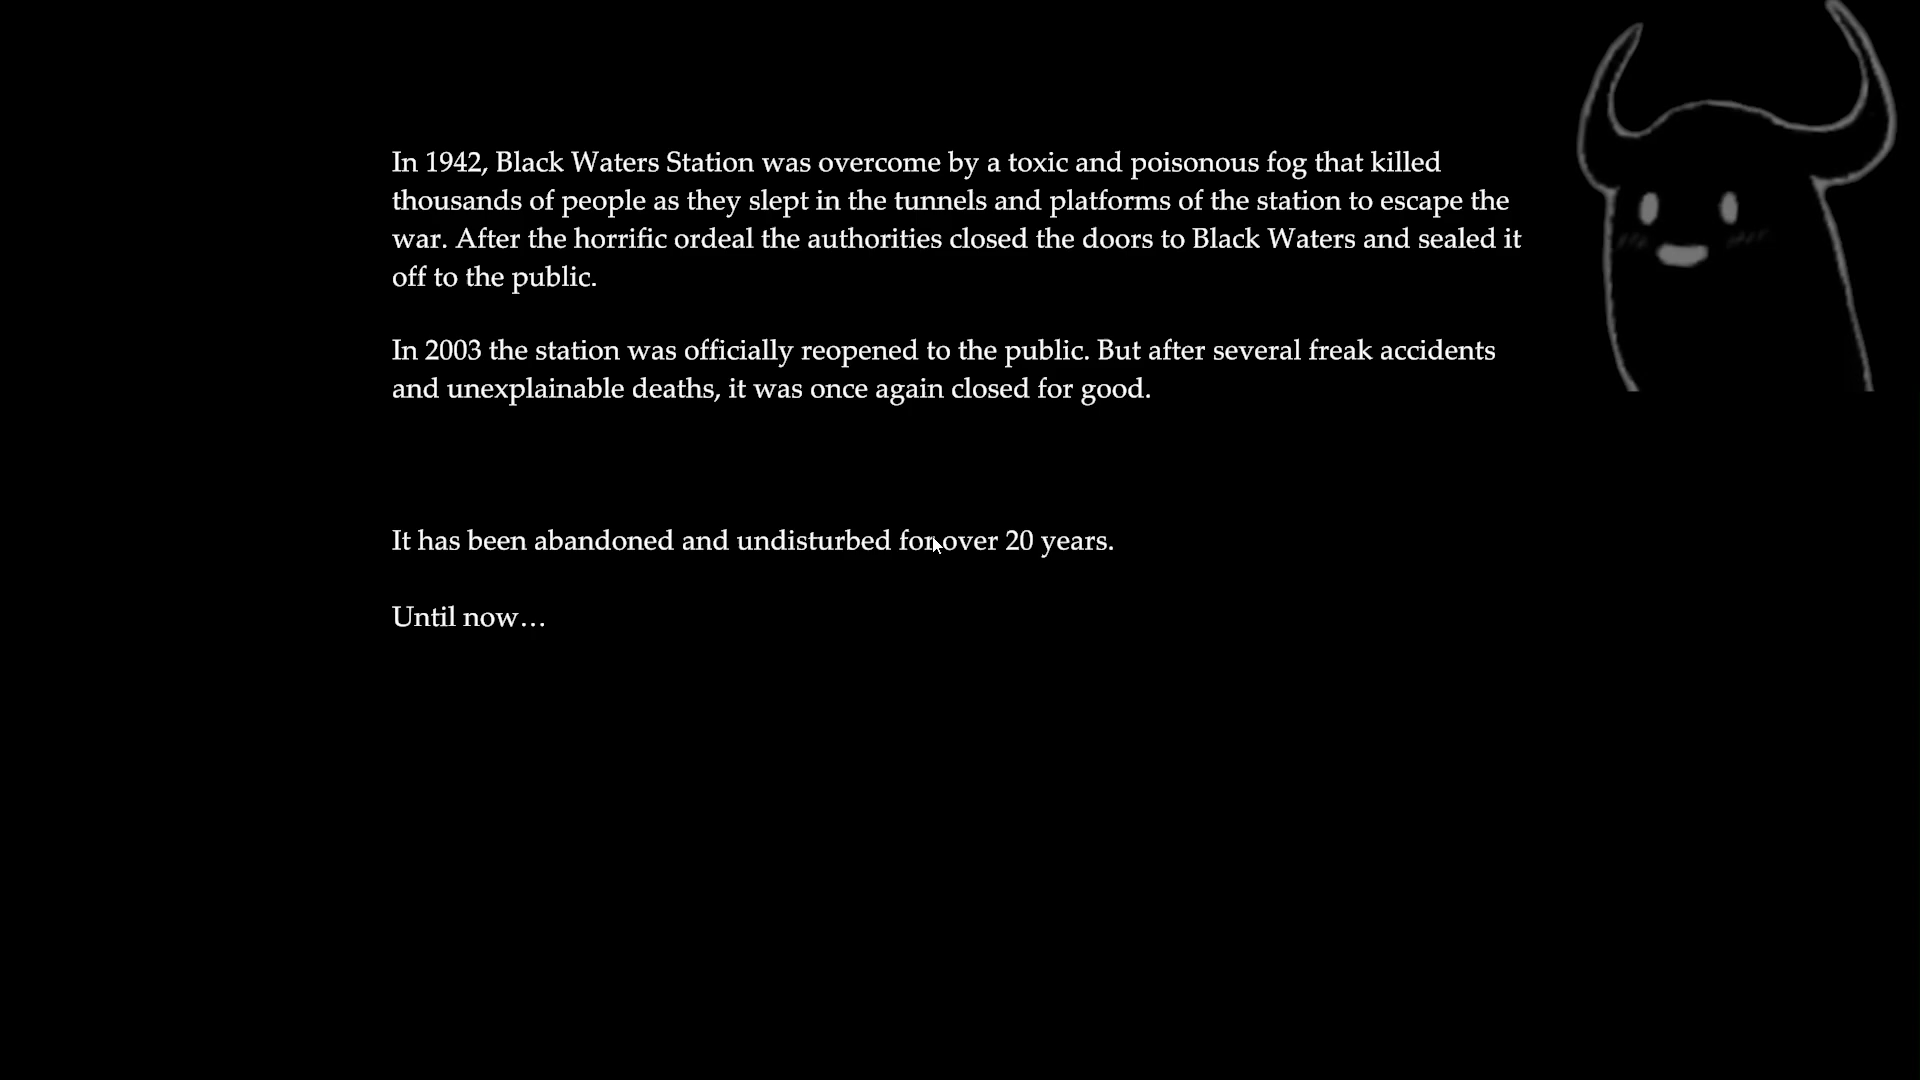 In 1942, Black Waters Station was overcome by a toxic and poisonous fog that killed
thousands of people as they slept in the tunnels and platforms of the station to escape the
war. After the horrific ordeal the authorities closed the doors to Black Waters and sealed it
off to the public.
In 2003 the station was officially reopened to the public. But after several freak accidents
and unexplainable deaths, it was once again closed for good.
It has been abandoned and undisturbed for over 20 years.
Until now…